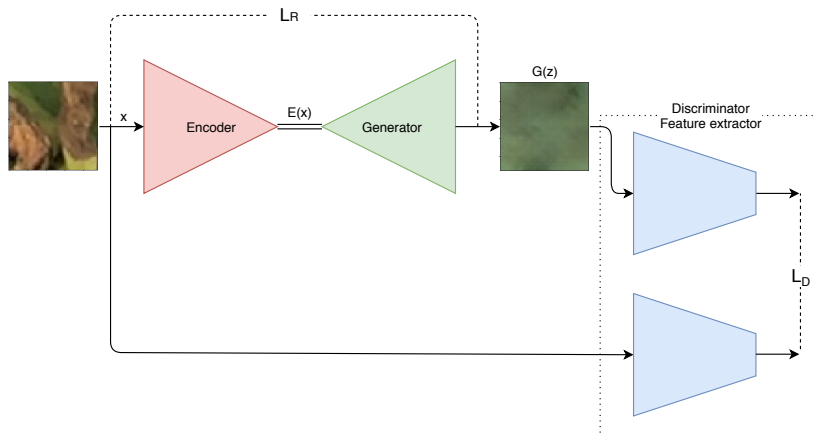 LR
x
Encoder
E(x)
Generator
G(z)
Discriminator
Feature extractor
LD